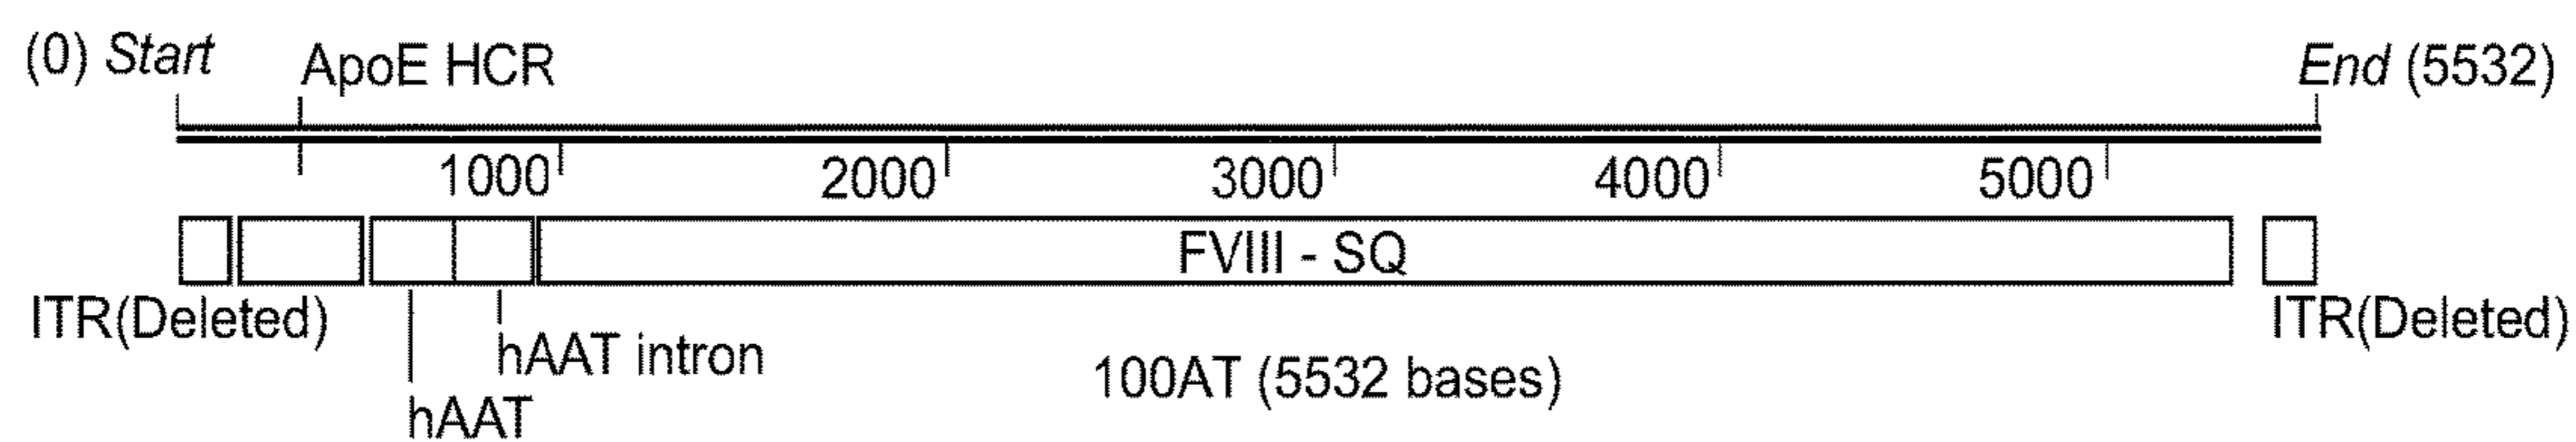 (0) Start
ApoE HCR
End (5532)
1000
2000
3000
4000
5000
FVIII - SQ
ITR(Deleted)
hAAT intron
hAAT
100AT (5532 bases)
ITR(Deleted)